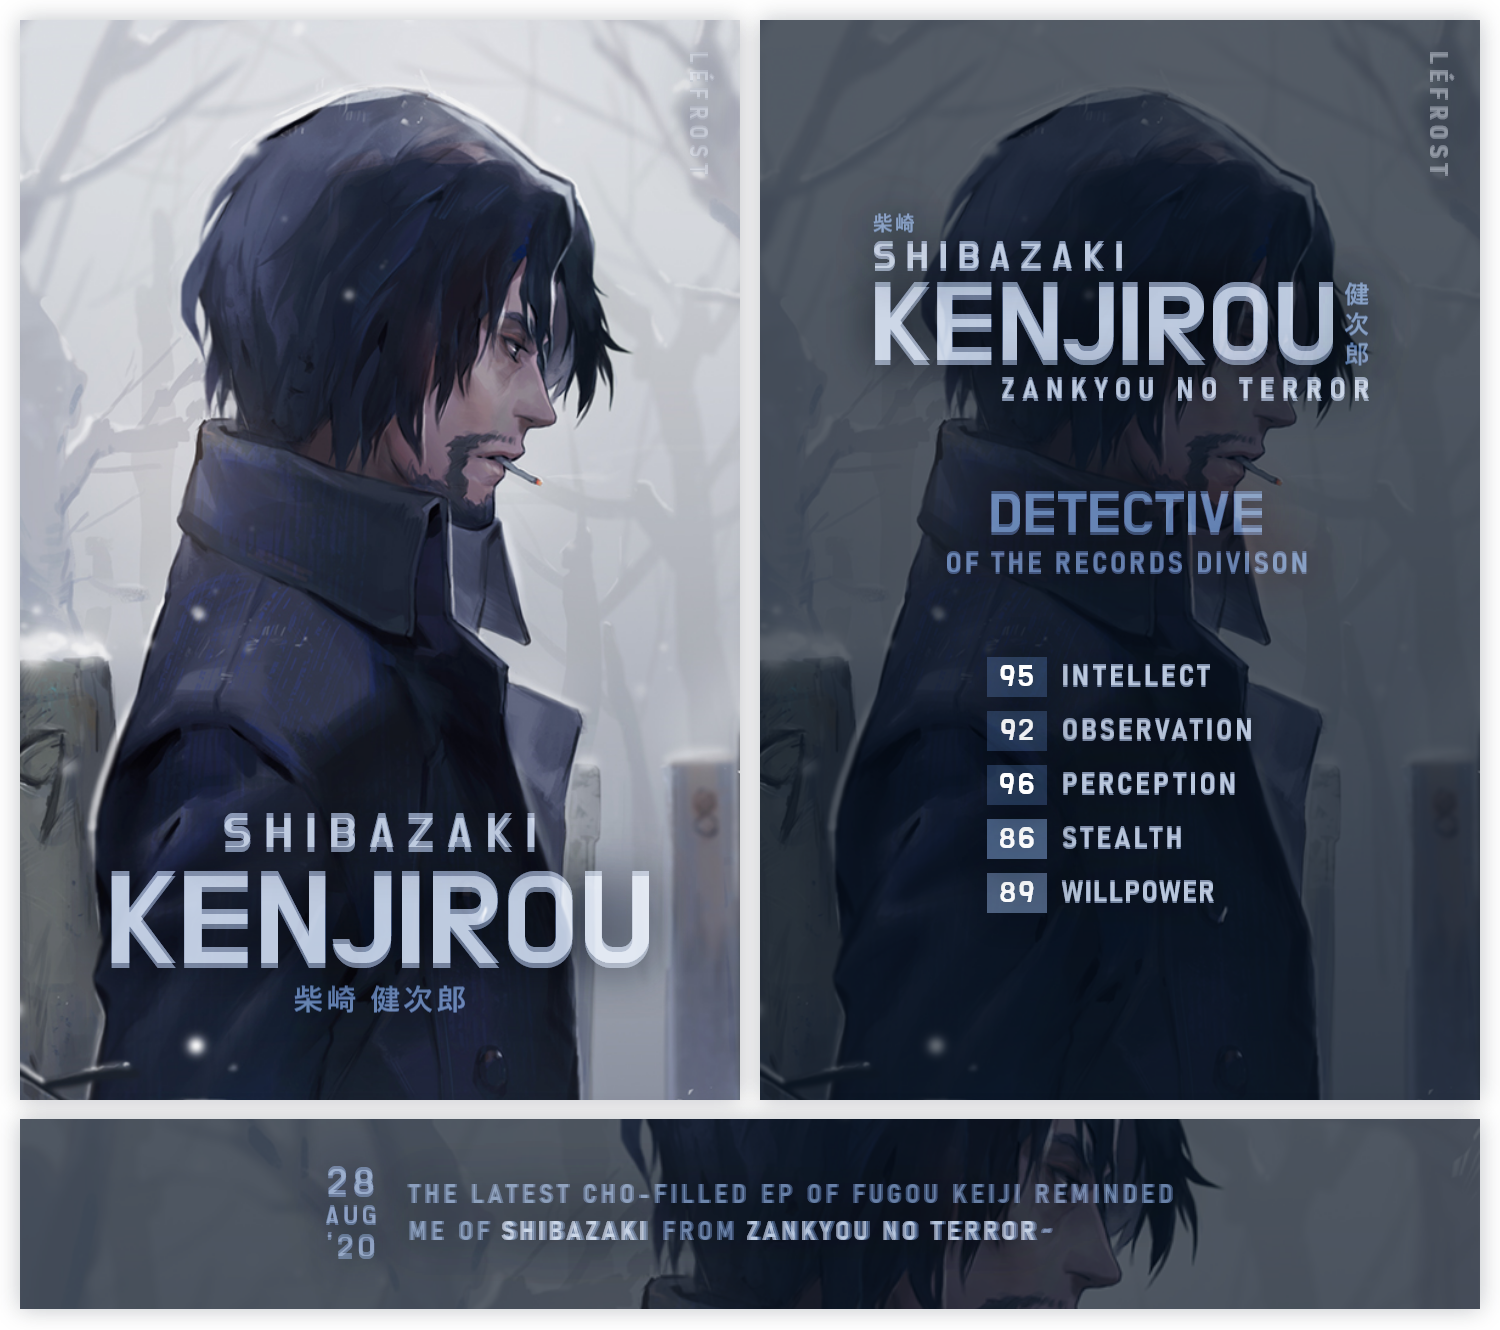 LÉFROST
SHIBAZAKI
KENJIROU
柴崎 健次郎
LÉFROST
柴崎
SHIBAZAKI
KENJIROU
健次郎
ZANKYOU NO TERROR
DETECTIVE
OF THE RECORDS DIVISON
95 INTELLECT
92 OBSERVATION
96 PERCEPTION
86 STEALTH
89 WILLPOWER
28
AUG
'20
THE LATEST CHO-FILLED EP OF FUGOU KEIJI REMINDED
ME OF SHIBAZAKI FROM ZANKYOU NO TERROR~